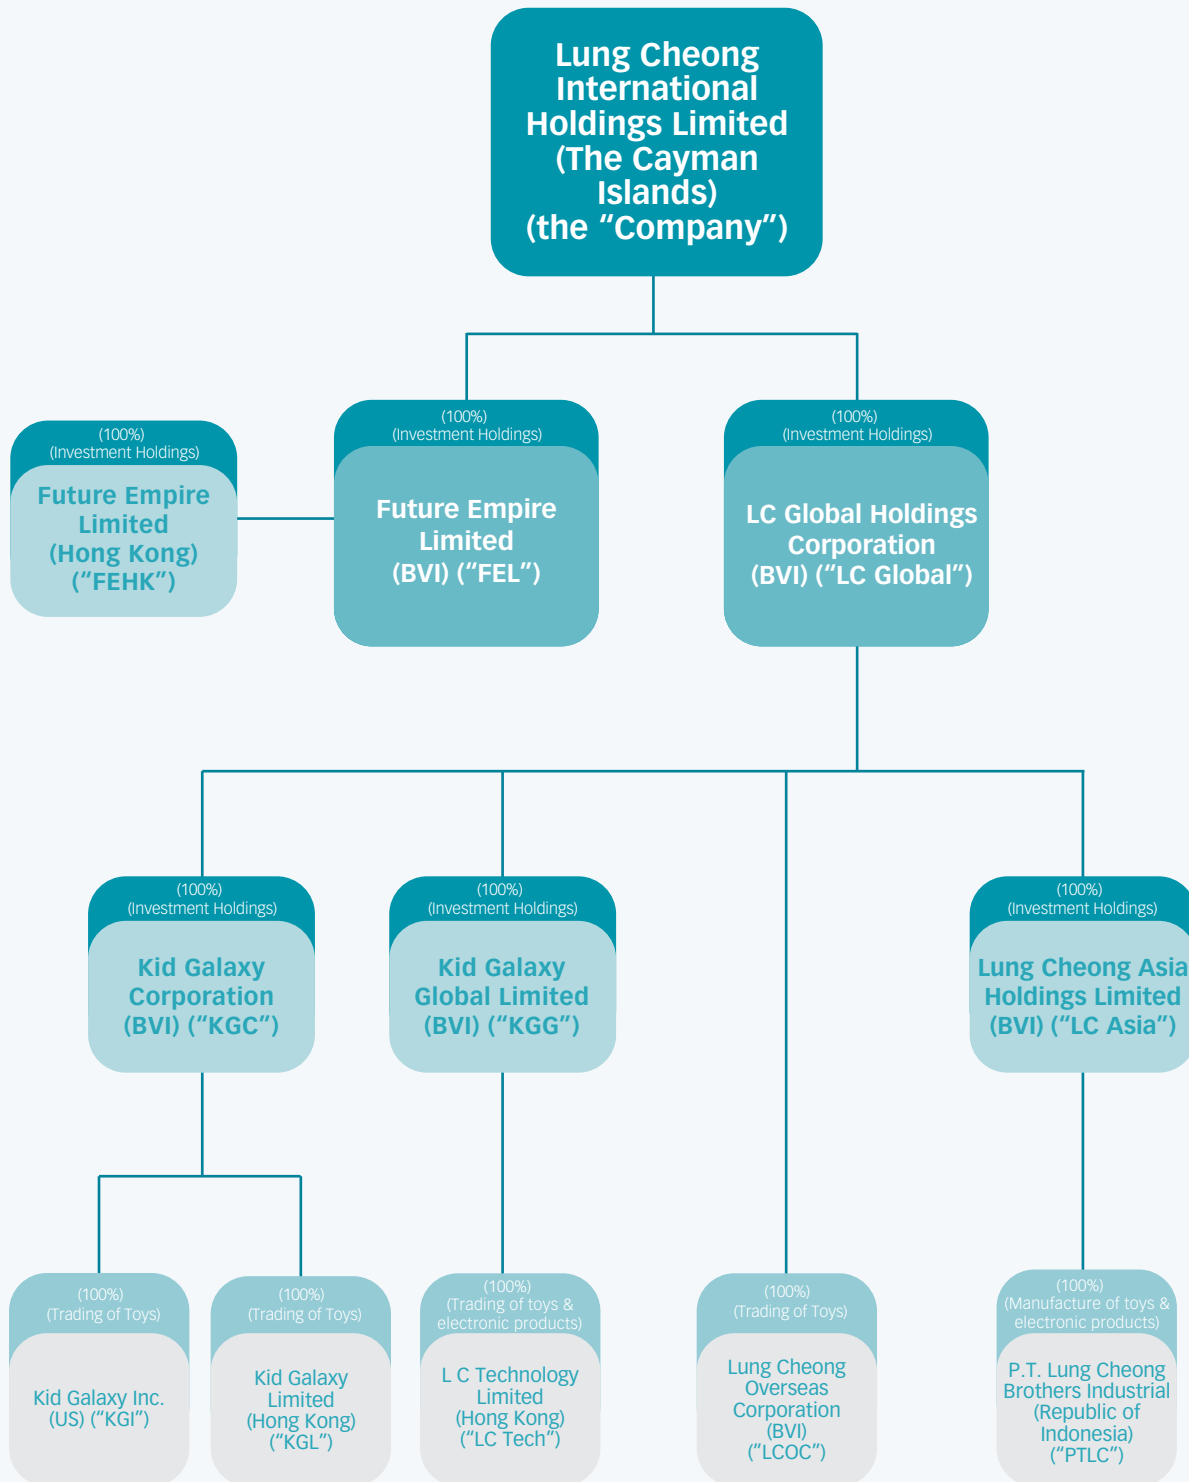 Lung Cheong
International
Holdings Limited
(The Cayman
Islands)
(the “Company”)
(100%)
(Investment Holdings)
Future Empire
Limited
(Hong Kong)
(“FEHK”)
(100%)
(Investment Holdings)
Future Empire
Limited
(BVI) (“FEL”)
(100%)
(Investment Holdings)
LC Global Holdings
Corporation
(BVI) (“LC Global”)
(100%)
(Investment Holdings)
Kid Galaxy
Corporation
(BVI) (“KGC”)
(100%)
(Investment Holdings)
Kid Galaxy
Global Limited
(BVI) (“KGG”)
(100%)
(Investment Holdings)
Lung Cheong Asia
Holdings Limited
(BVI) (“LC Asia”)
(100%)
(Trading of Toys)
Kid Galaxy Inc.
(US) (“KGI”)
(100%)
(Trading of Toys)
Kid Galaxy
Limited
(Hong Kong)
(“KGL”)
(100%)
(Trading of toys &
electronic products)
L C Technology
Limited
(Hong Kong)
(“LC Tech”)
(100%)
(Trading of Toys)
Lung Cheong
Overseas
Corporation
(BVI)
(“LCOC”)
(100%)
(Manufacture of toys &
electronic products)
P.T. Lung Cheong
Brothers Industrial
(Republic of
Indonesia)
(“PTLC”)